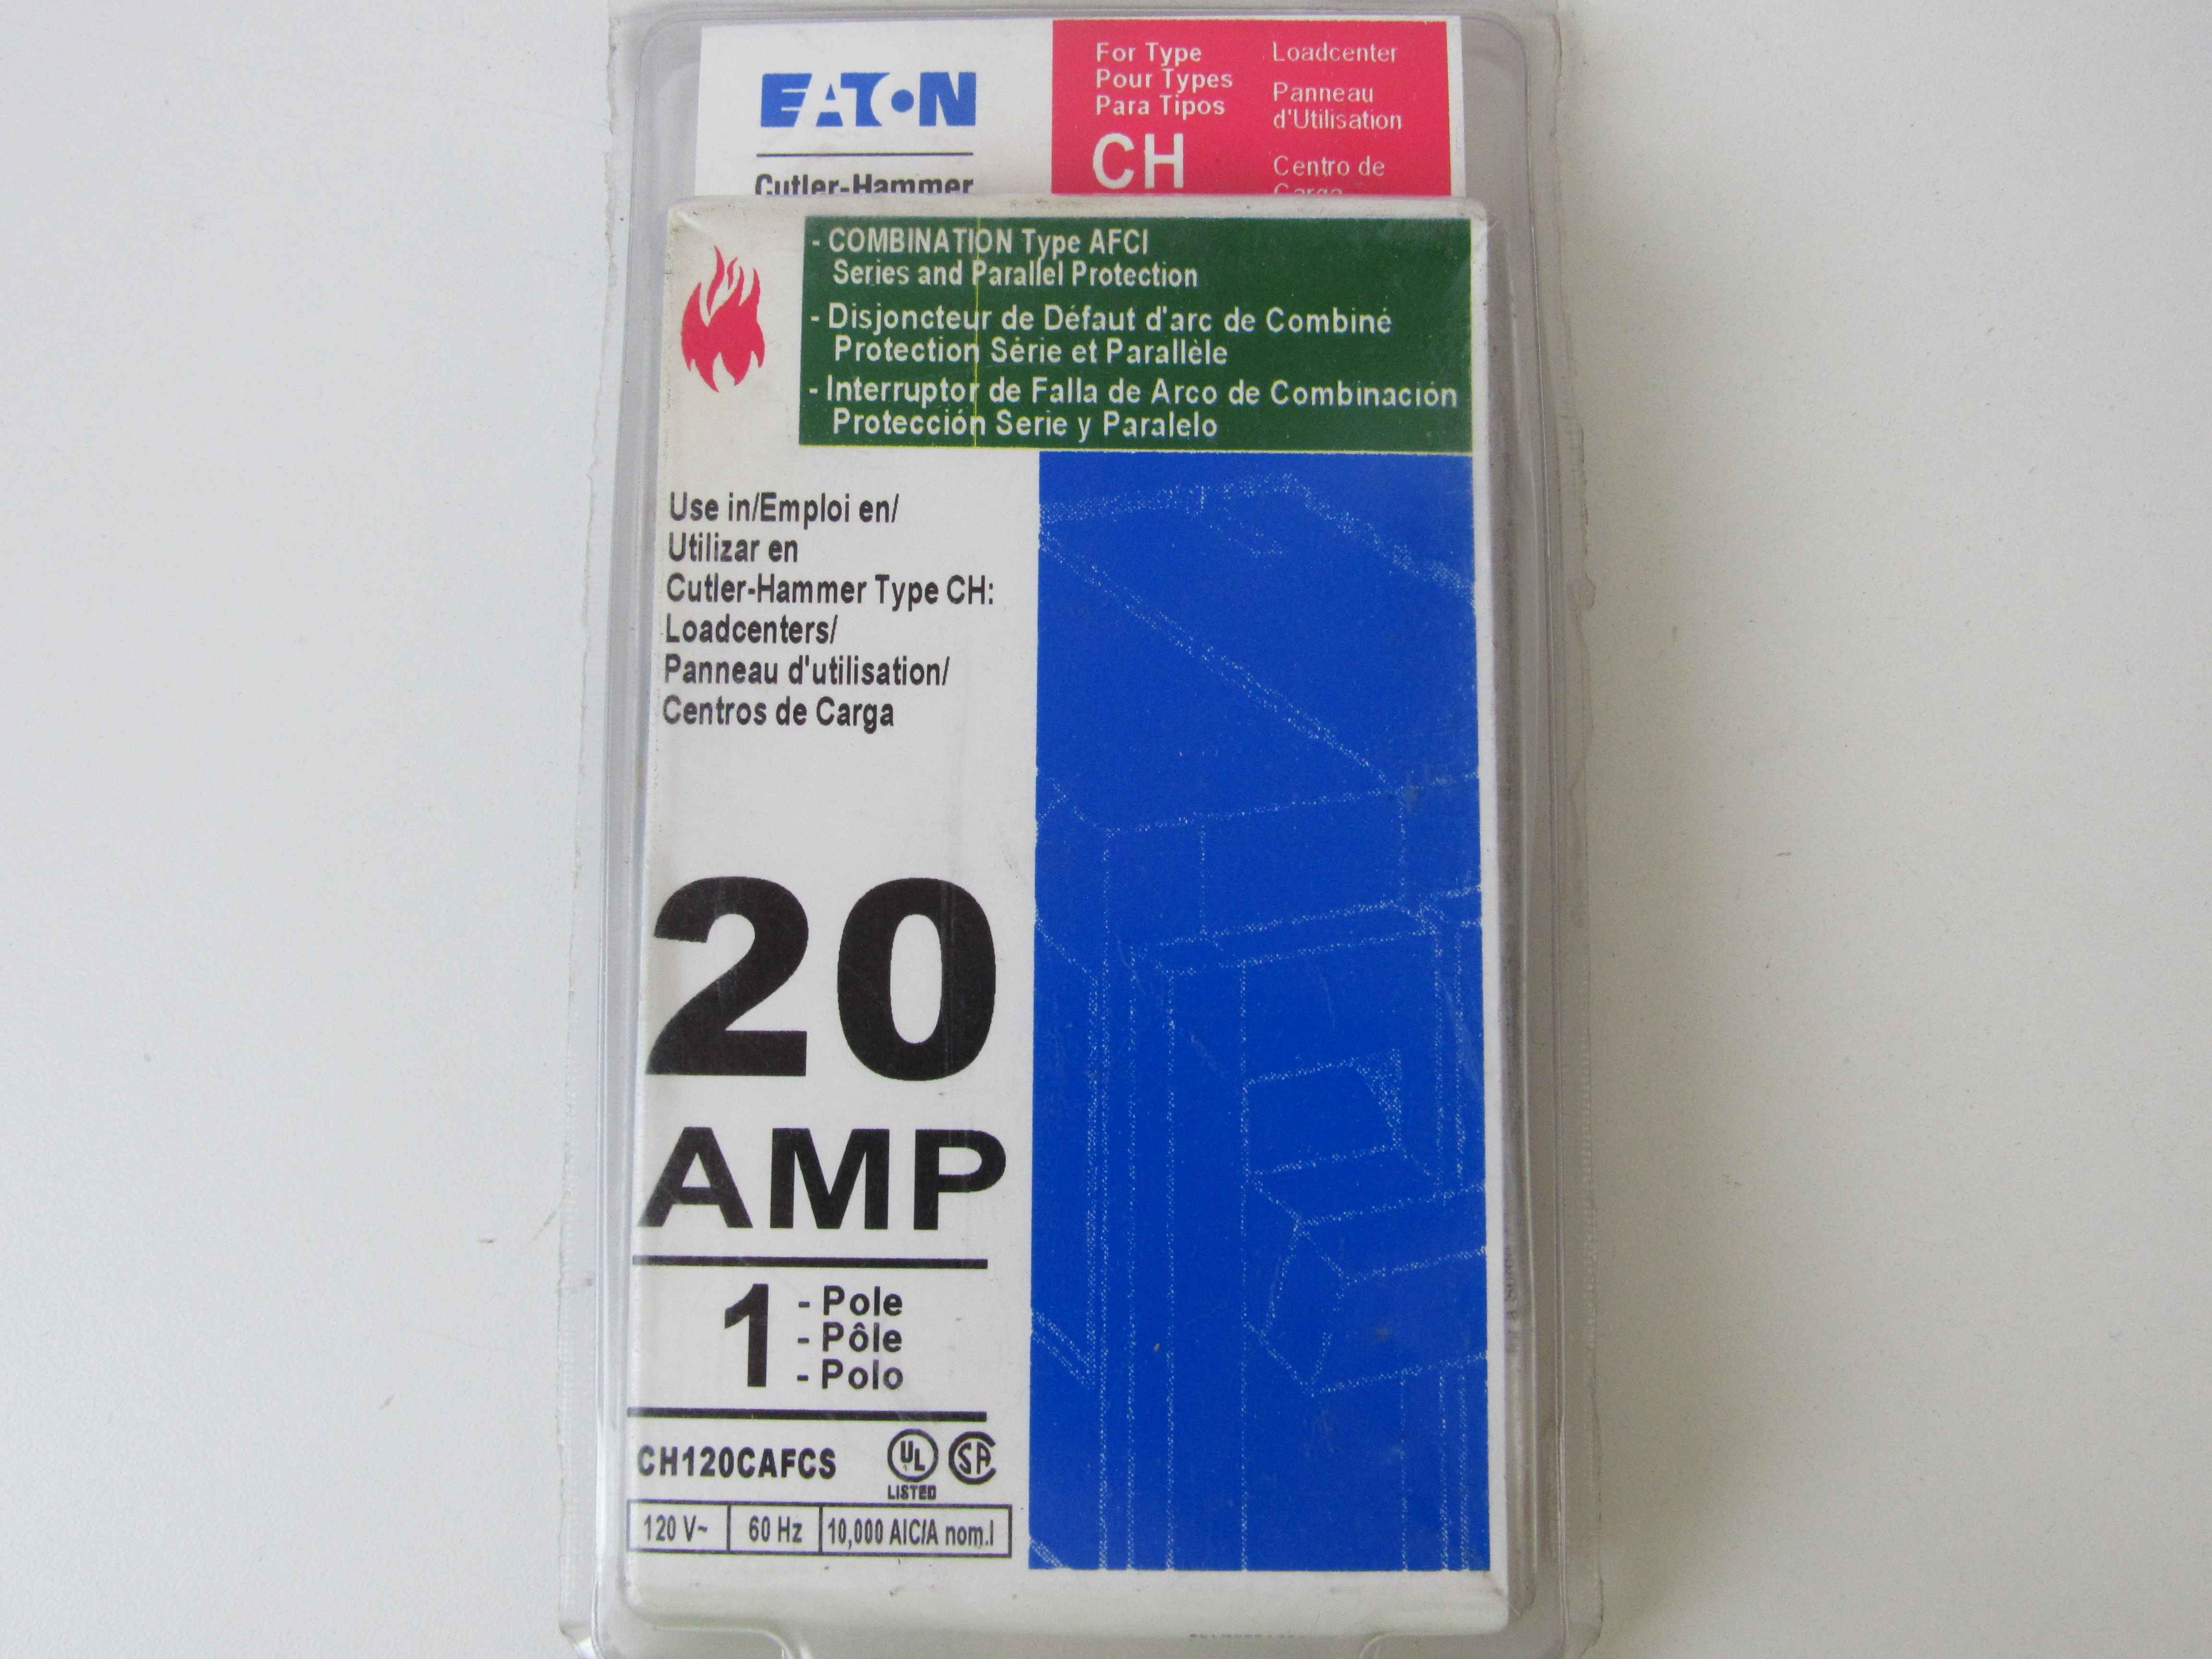 EATON
Cutler-Hammer
For Type
Pour Types
Para Tipos
CH
Loadcenter
Panneau
d'Utilisation
Centro de
Carga
- COMBINATION Type AFCI
Series and Parallel Protection
- Disjoncteur de Défaut d'arc de Combiné
Protection Série et Parallèle
- Interruptor de Falla de Arco de Combinación
Protección Serie y Paralelo
Use in/Emploi en/
Utilizar en
Cutler-Hammer Type CH:
Loadcenters/
Panneau d'utilisation/
Centros de Carga
20
AMP
1 - Pole
- Pôle
- Polo
CH120CAFCS UL SA
LISTED
120 V~ 60 Hz 10,000 AIC/A nom.I